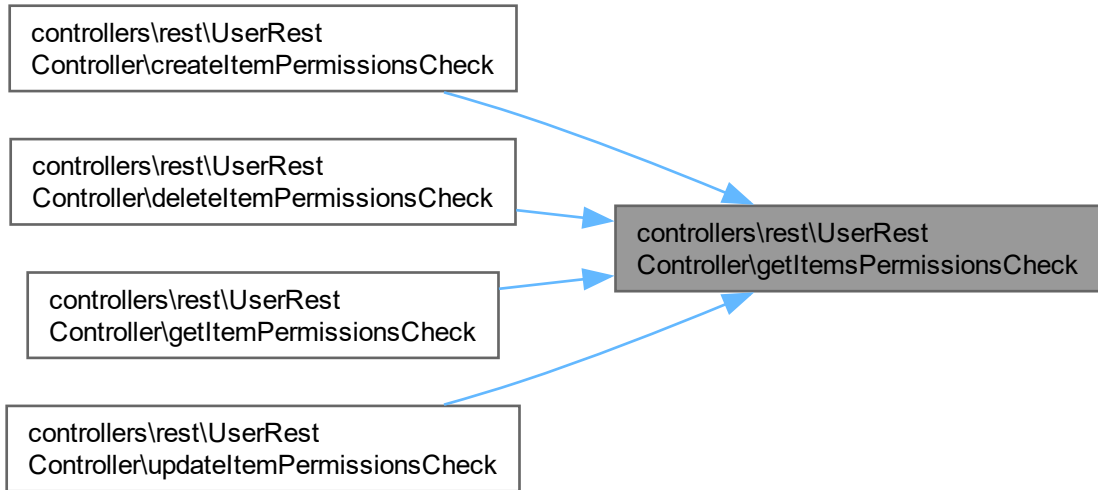 controllers\rest\UserRest
Controller\createItemPermissionsCheck
controllers\rest\UserRest
Controller\deleteItemPermissionsCheck
controllers\rest\UserRest
Controller\getItemPermissionsCheck
controllers\rest\UserRest
Controller\updateItemPermissionsCheck
controllers\rest\UserRest
Controller\getItemsPermissionsCheck